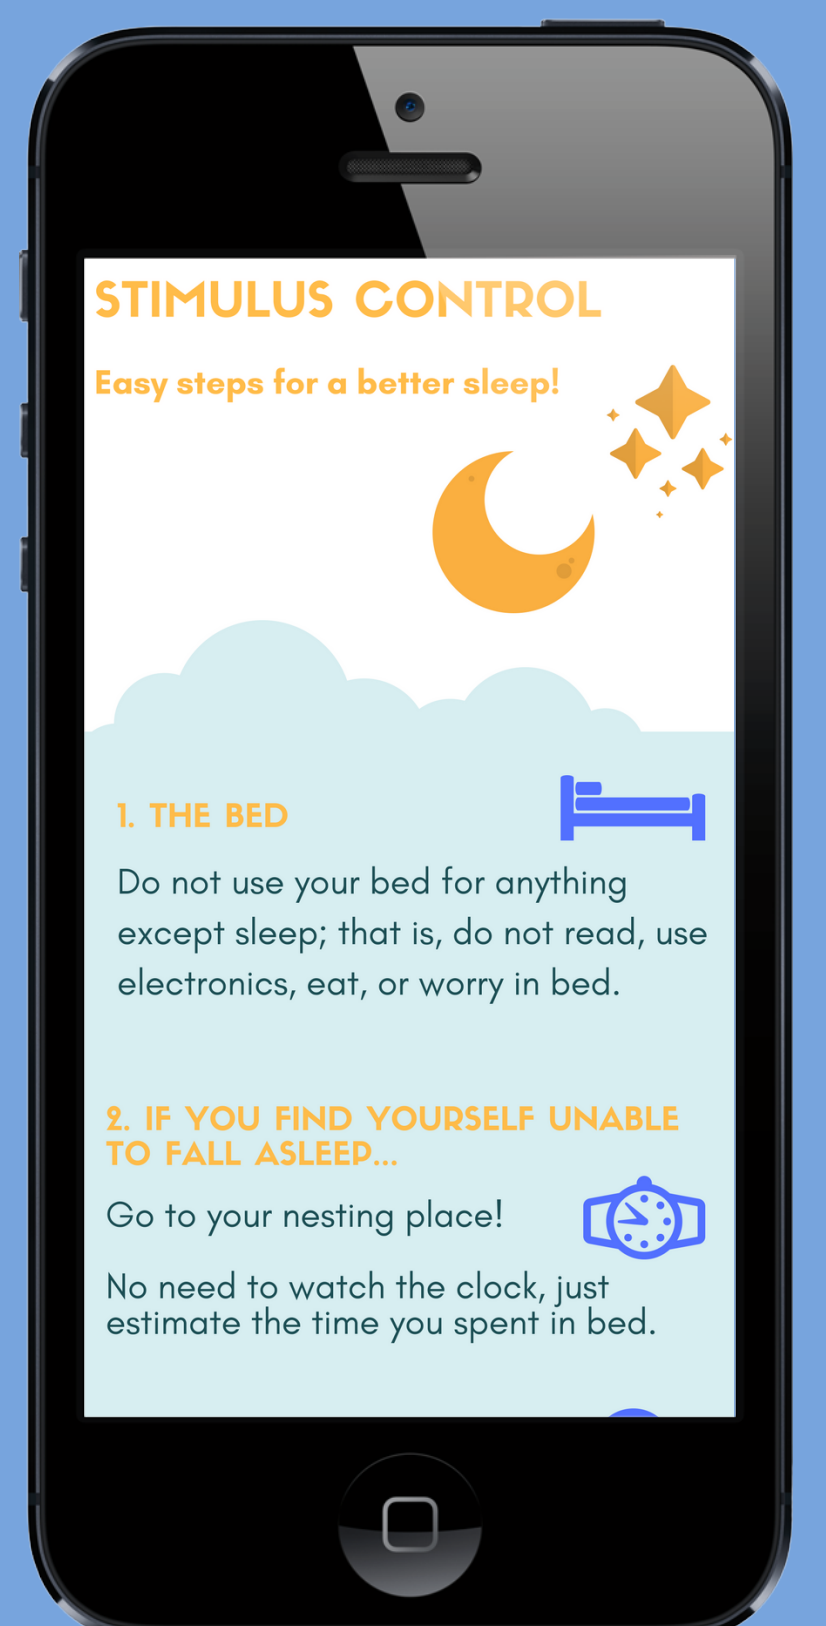 STIMULUS CONTROL
Easy steps for a better sleep!
1. THE BED
Do not use your bed for anything
except sleep; that is, do not read, use
electronics, eat, or worry in bed.
2. IF YOU FIND YOURSELF UNABLE
TO FALL ASLEEP...
Go to your nesting place!
No need to watch the clock, just
estimate the time you spent in bed.